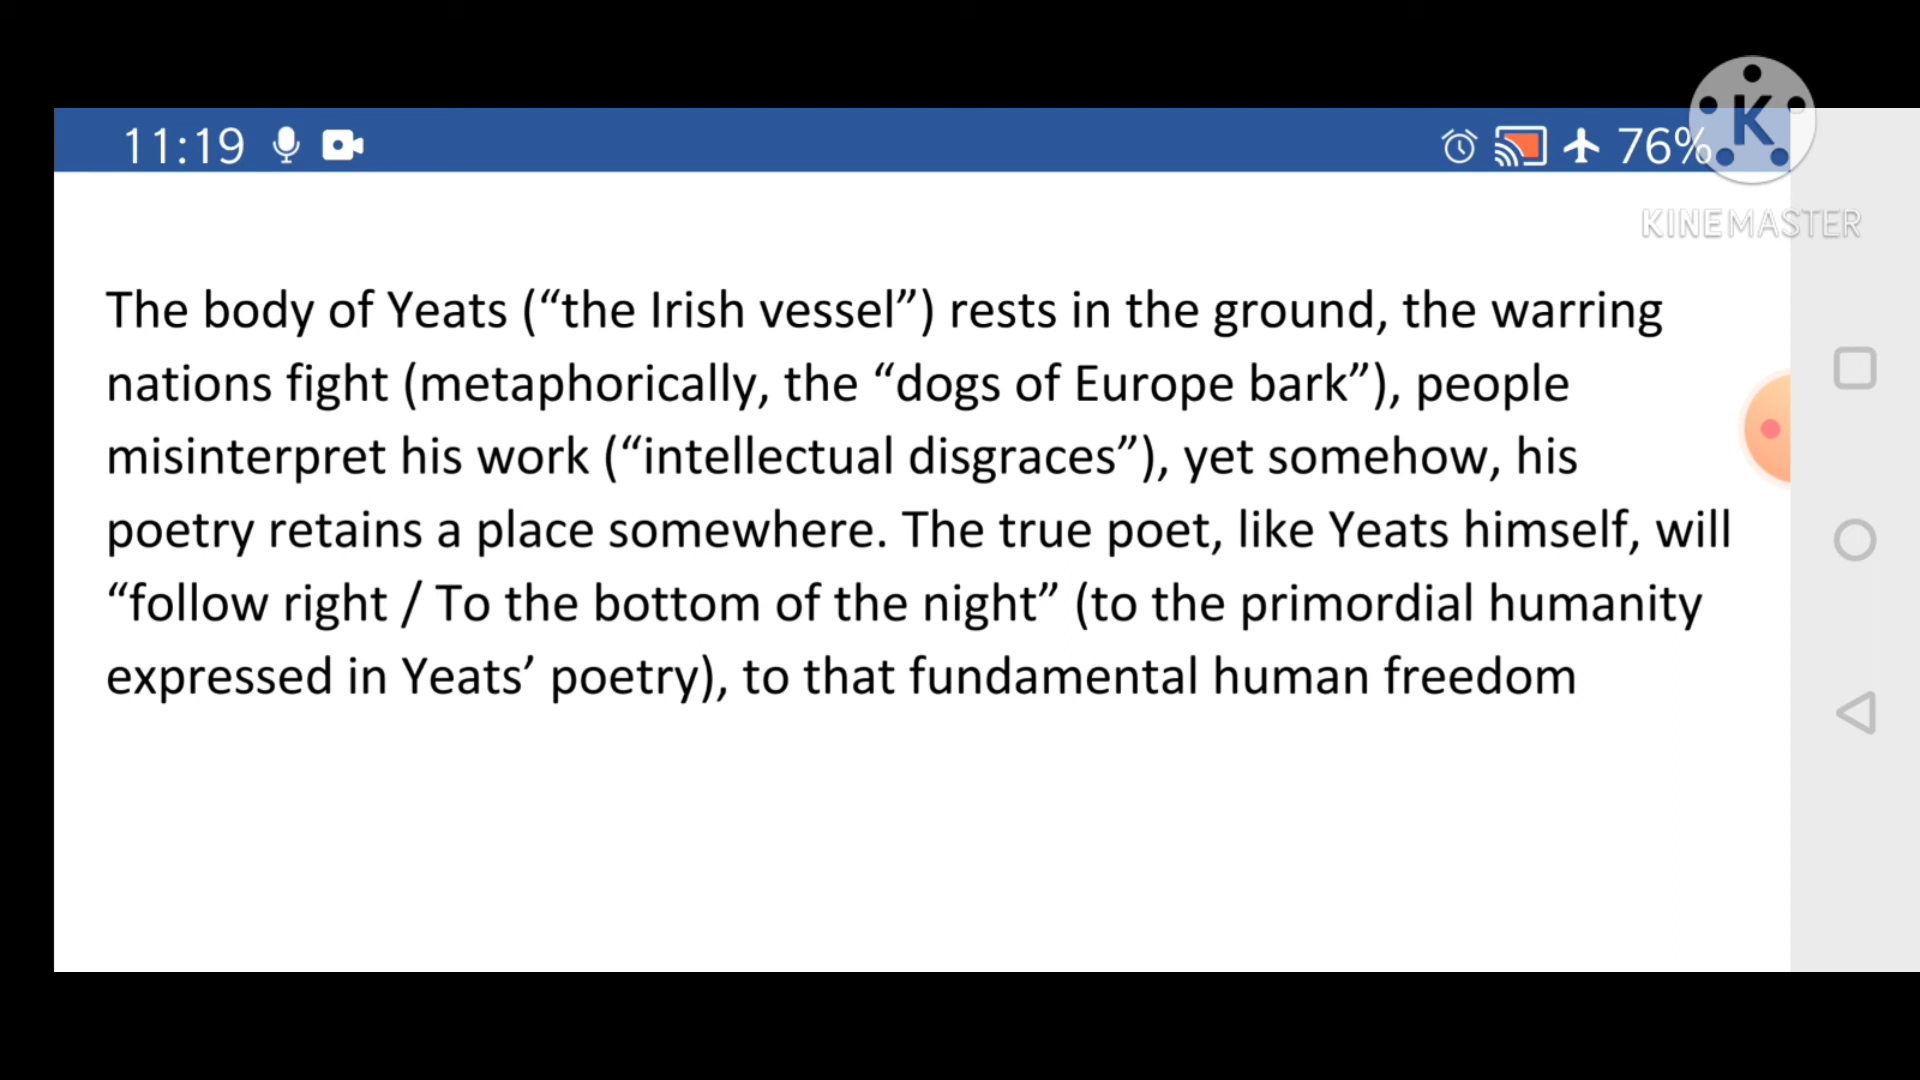 11:19
76%
K
KINEMASTER
The body of Yeats (“the Irish vessel”) rests in the ground, the warring
nations fight (metaphorically, the “dogs of Europe bark”), people
misinterpret his work (“intellectual disgraces”), yet somehow, his
poetry retains a place somewhere. The true poet, like Yeats himself, will
“follow right / To the bottom of the night” (to the primordial humanity
expressed in Yeats’ poetry), to that fundamental human freedom